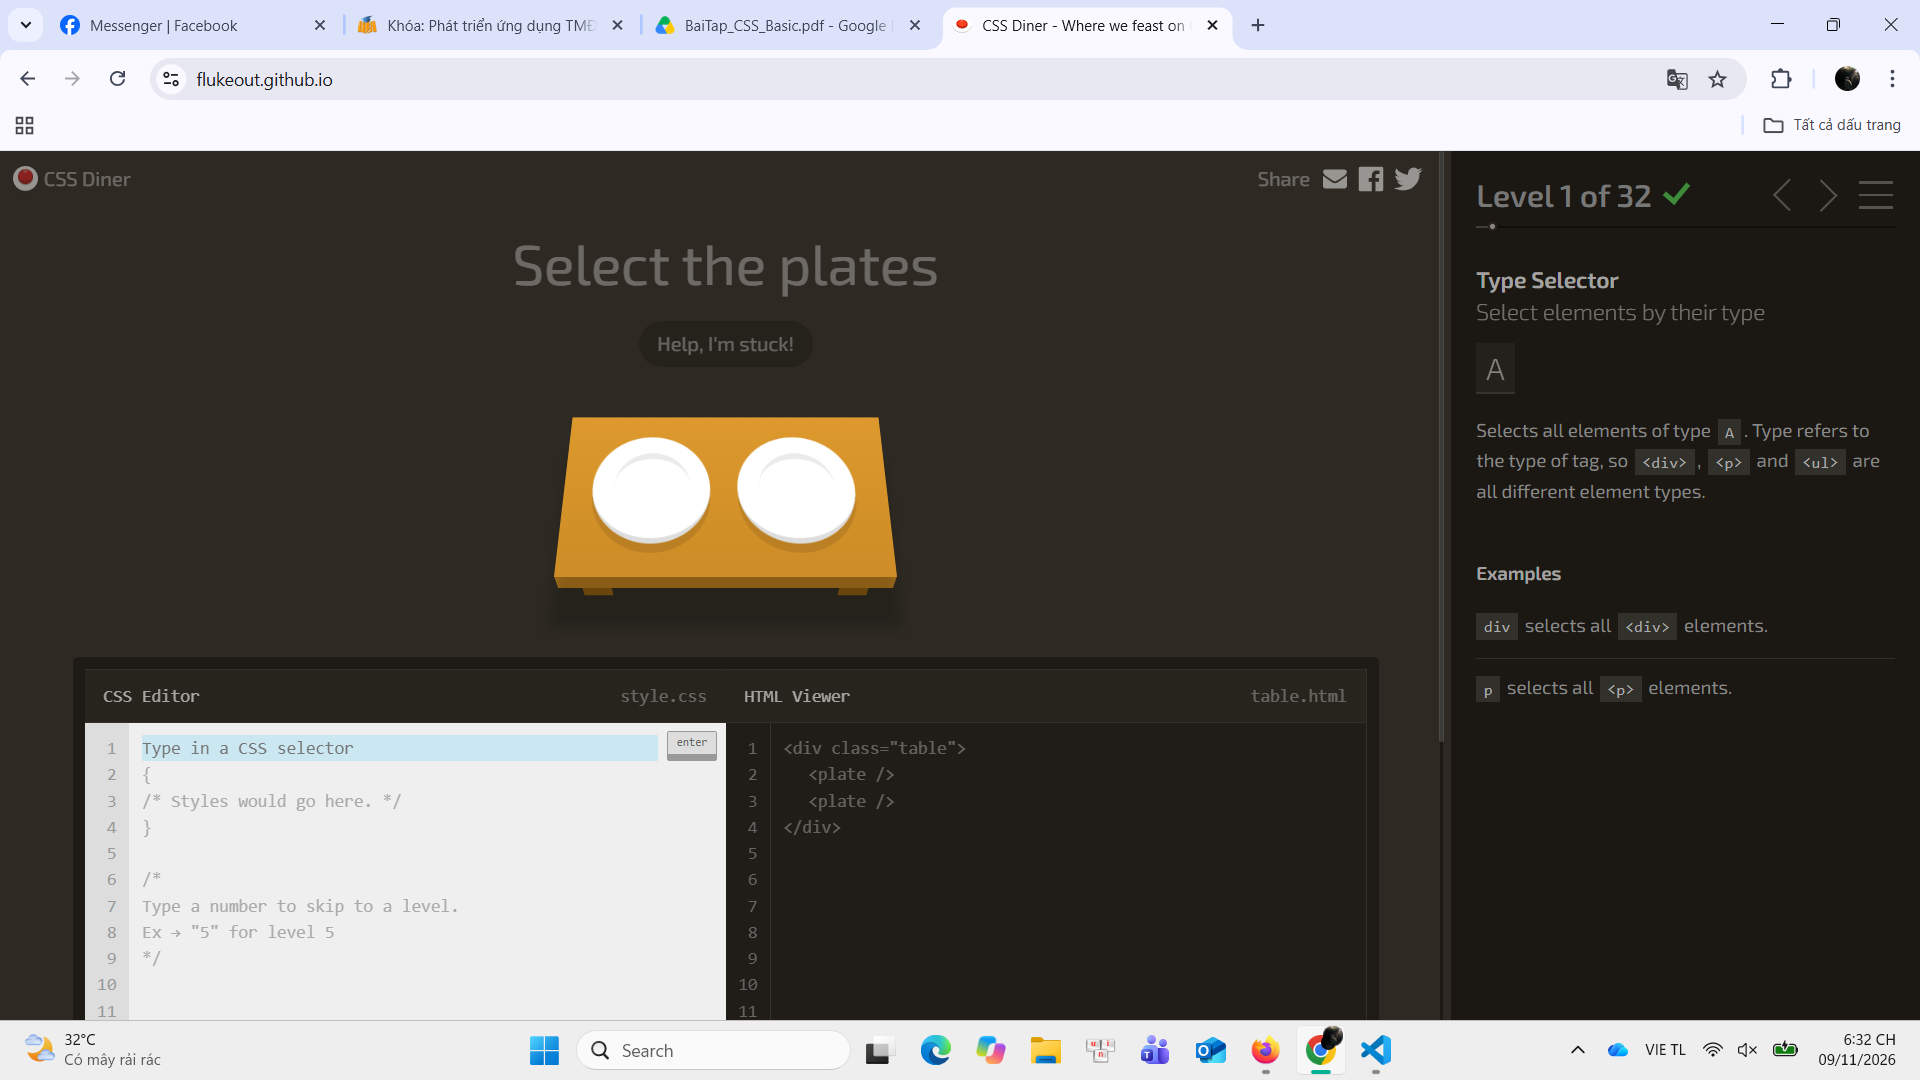 Messenger | Facebook
Khóa: Phát triển ứng dụng TMĐ
BaiTap_CSS_Basic.pdf - Google
CSS Diner - Where we feast on
flukeout.github.io
Tất cả dấu trang
CSS Diner
Share
Select the plates
Help, I'm stuck!
CSS Editor
style.css
HTML Viewer
table.html
1 Type in a CSS selector
enter
2 {
3 /* Styles would go here. */
4 }
5
6 /*
7 Type a number to skip to a level.
8 Ex → "5" for level 5
9 */
10
11
1 <div class="table">
2 <plate />
3 <plate />
4 </div>
5
6
7
8
9
10
11
Level 1 of 32
Type Selector
Select elements by their type
A
Selects all elements of type A . Type refers to
the type of tag, so <div> , <p> and <ul> are
all different element types.
Examples
div selects all <div> elements.
p selects all <p> elements.
32°C
Có mây rải rác
Search
VIE TL
6:32 CH
09/11/2026